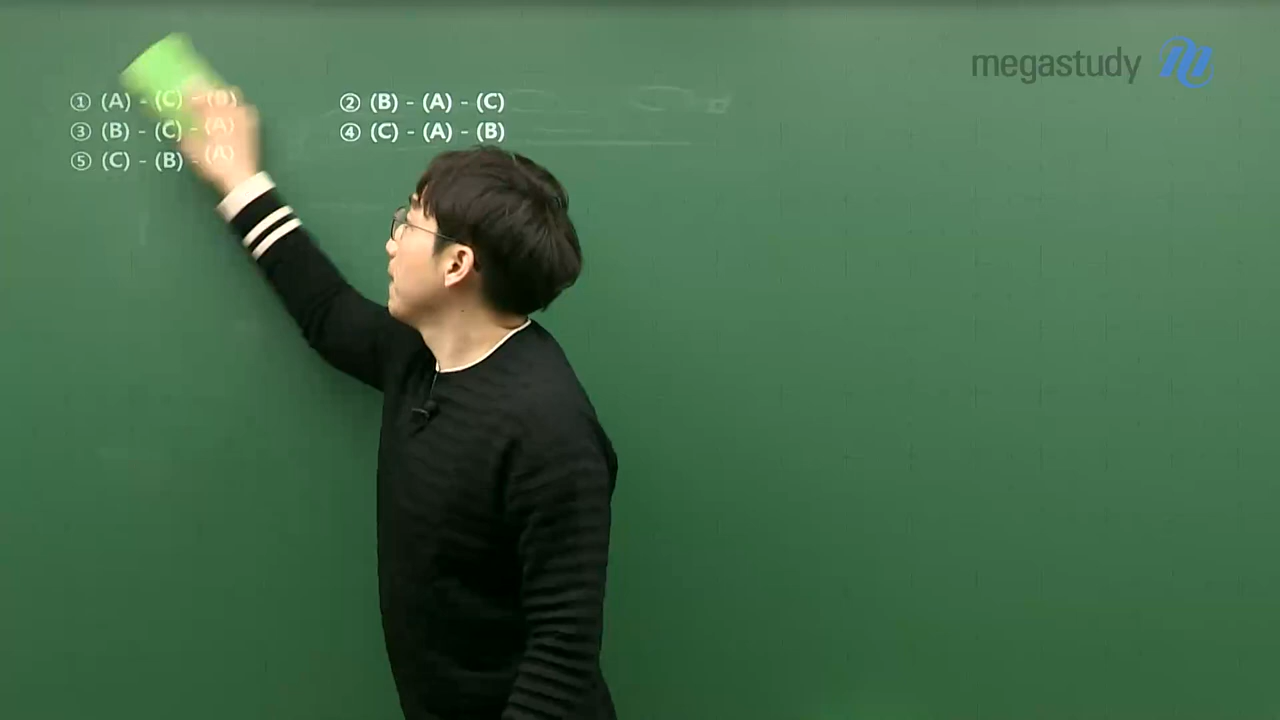 megastudy
① (A) - (C) - (B) ② (B) - (A) - (C)
③ (B) - (C) - (A) ④ (C) - (A) - (B)
⑤ (C) - (B) - (A)